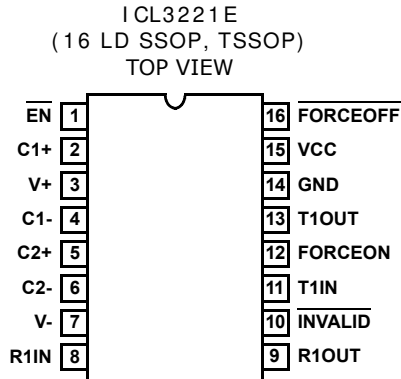 ICL3221E
(16 LD SSOP, TSSOP)
TOP VIEW
EN 1 16 FORCEOFF
C1+ 2 15 VCC
V+ 3 14 GND
C1- 4 13 T1OUT
C2+ 5 12 FORCEON
C2- 6 11 T1IN
V- 7 10 INVALID
R1IN 8 9 R1OUT